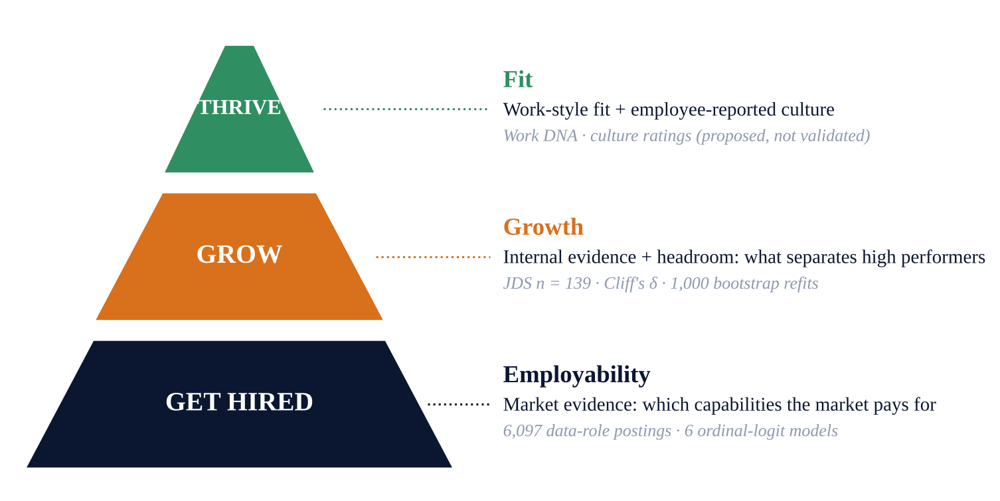 Fit
THRIVE
Work-style fit + employee-reported culture
Work DNA · culture ratings (proposed, not validated)
Growth
GROW
Internal evidence + headroom: what separates high performers
JDS n = 139 · Cliff's δ · 1,000 bootstrap refits
Employability
GET HIRED
Market evidence: which capabilities the market pays for
6,097 data-role postings · 6 ordinal-logit models